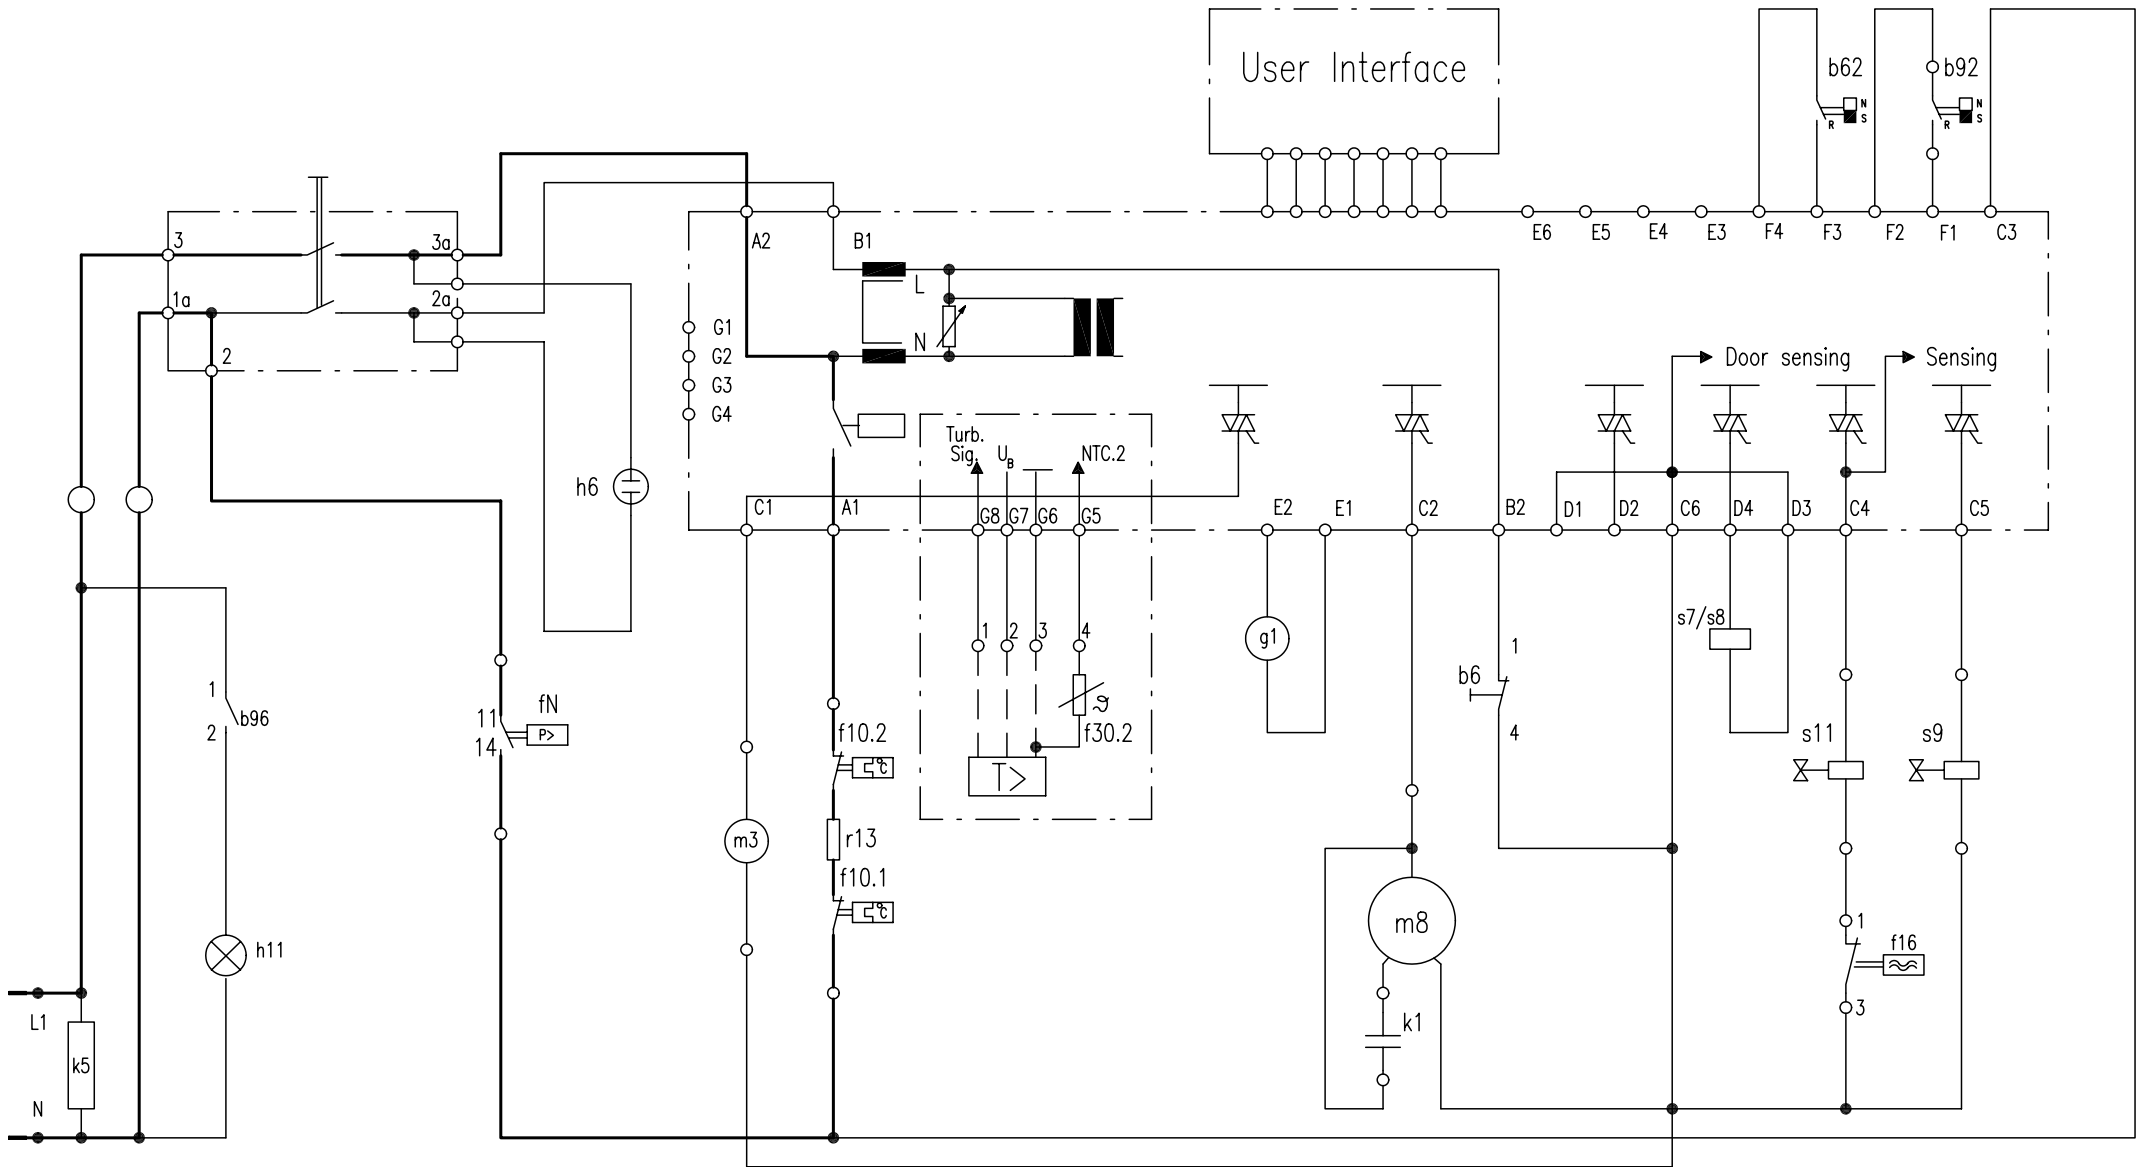 User Interface
b62
b92
N
S
R
N
S
R
3
3a
A2
B1
E6
E5
E4
E3
F4
F3
F2
F1
C3
1a
2a
L
2
G1
G2
G3
G4
N
Door sensing
Sensing
Turb.
Sig.
UB
NTC.2
h6
C1
A1
G8
G7
G6
G5
E2
E1
C2
B2
D1
D2
C6
D4
D3
C4
C5
1
2
3
4
g1
s7/s8
1
b6
4
1
b96
2
fN
11
14
P>
f10.2
°C
ϑ
f30.2
T>
s11
s9
m3
r13
f10.1
°C
m8
1
f16
3
h11
k1
L1
k5
N